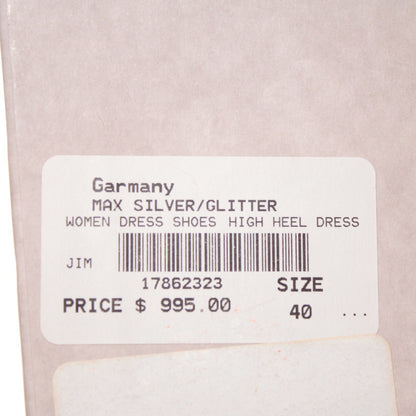 Garmany
MAX SILVER/GLITTER
WOMEN DRESS SHOES HIGH HEEL DRESS
JIM
17862323 SIZE
PRICE $ 995.00 40 ...